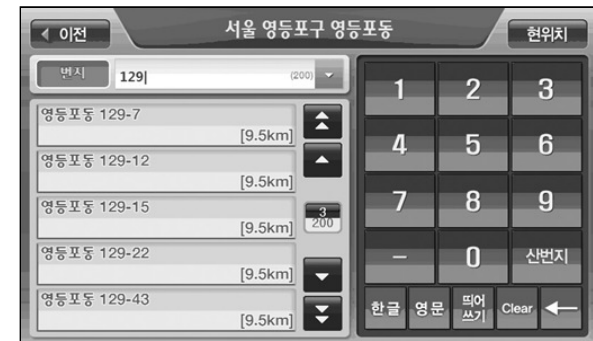 이전
서울 영등포구 영등포동
현위치
번지
129
(200)
영등포동 129-7
[9.5km]
영등포동 129-12
[9.5km]
영등포동 129-15
[9.5km]
영등포동 129-22
[9.5km]
영등포동 129-43
[9.5km]
3
200
1 2 3
4 5 6
7 8 9
- 0 산번지
한글 영문 띄어
쓰기 Clear